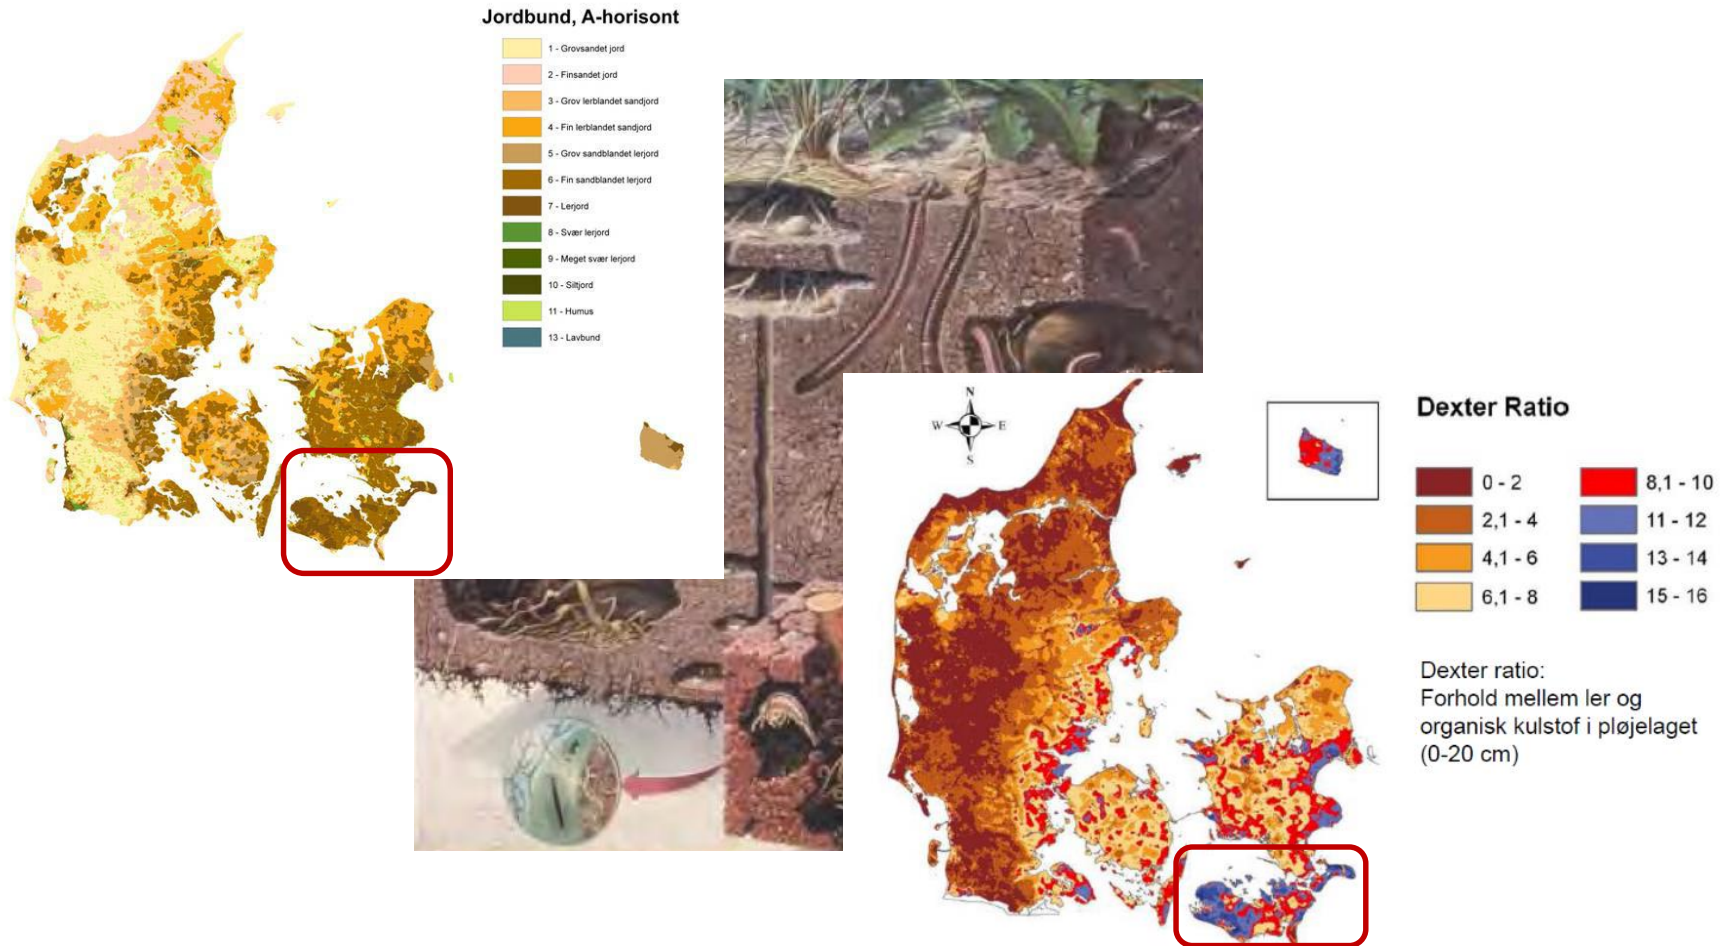 Jordbund, A-horisont
1 - Grovsandet jord
2 - Finsandet jord
3 - Grov lerblandet sandjord
4 - Fin lerblandet sandjord
5 - Grov sandblandet lerjord
6 - Fin sandblandet lerjord
7 - Lerjord
8 - Svær lerjord
9 - Meget svær lerjord
10 - Siltjord
11 - Humus
13 - Lavbund
N
W
E
S
Dexter Ratio
0 - 2
8,1 - 10
2,1 - 4
11 - 12
4,1 - 6
13 - 14
6,1 - 8
15 - 16
Dexter ratio:
Forhold mellem ler og
organisk kulstof i pløjelaget
(0-20 cm)